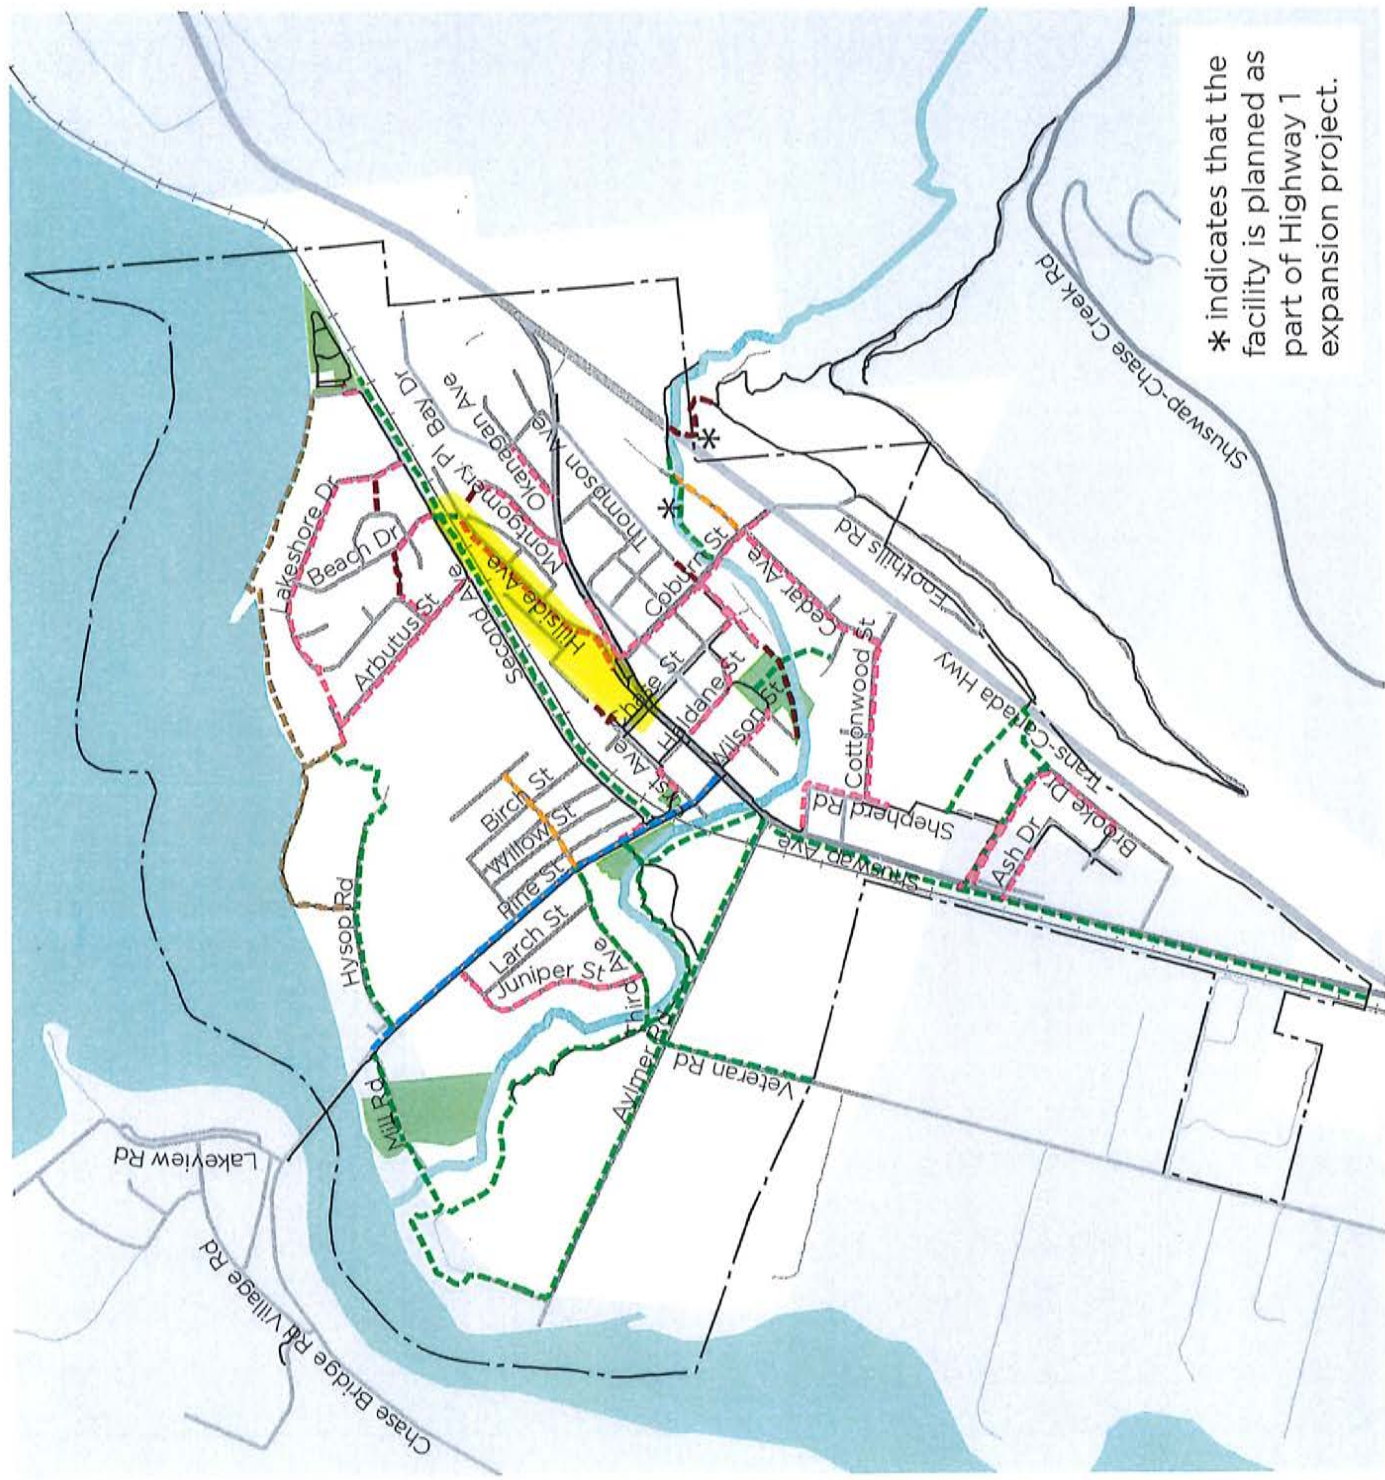 * indicates that the
facility is planned as
part of Highway 1
expansion project.
Shuswap-Chase Creek Rd
Bay Dr
Okanagan Ave
Montgomery Pl
Thompson Ave
Lakeshore Dr
Beach Dr
Arbutus St
Second Ave
Hillside Ave
*
*
Coburn St
Cedar Ave
Foothills Rd
Cottonwood St
Trans-Canada Hwy
Chase St
Haldane St
Wilson St
1st Ave
Birch St
Willow St
Pine St
Larch St
Juniper St
Third Ave
Shepherd Rd
Shuswap Ave
Ash Dr
Brooke Dr
Hysop Rd
Mill Rd
Aylmer Rd
Veteran Rd
Lakeview Rd
Village Rd
Chase Bridge Rd